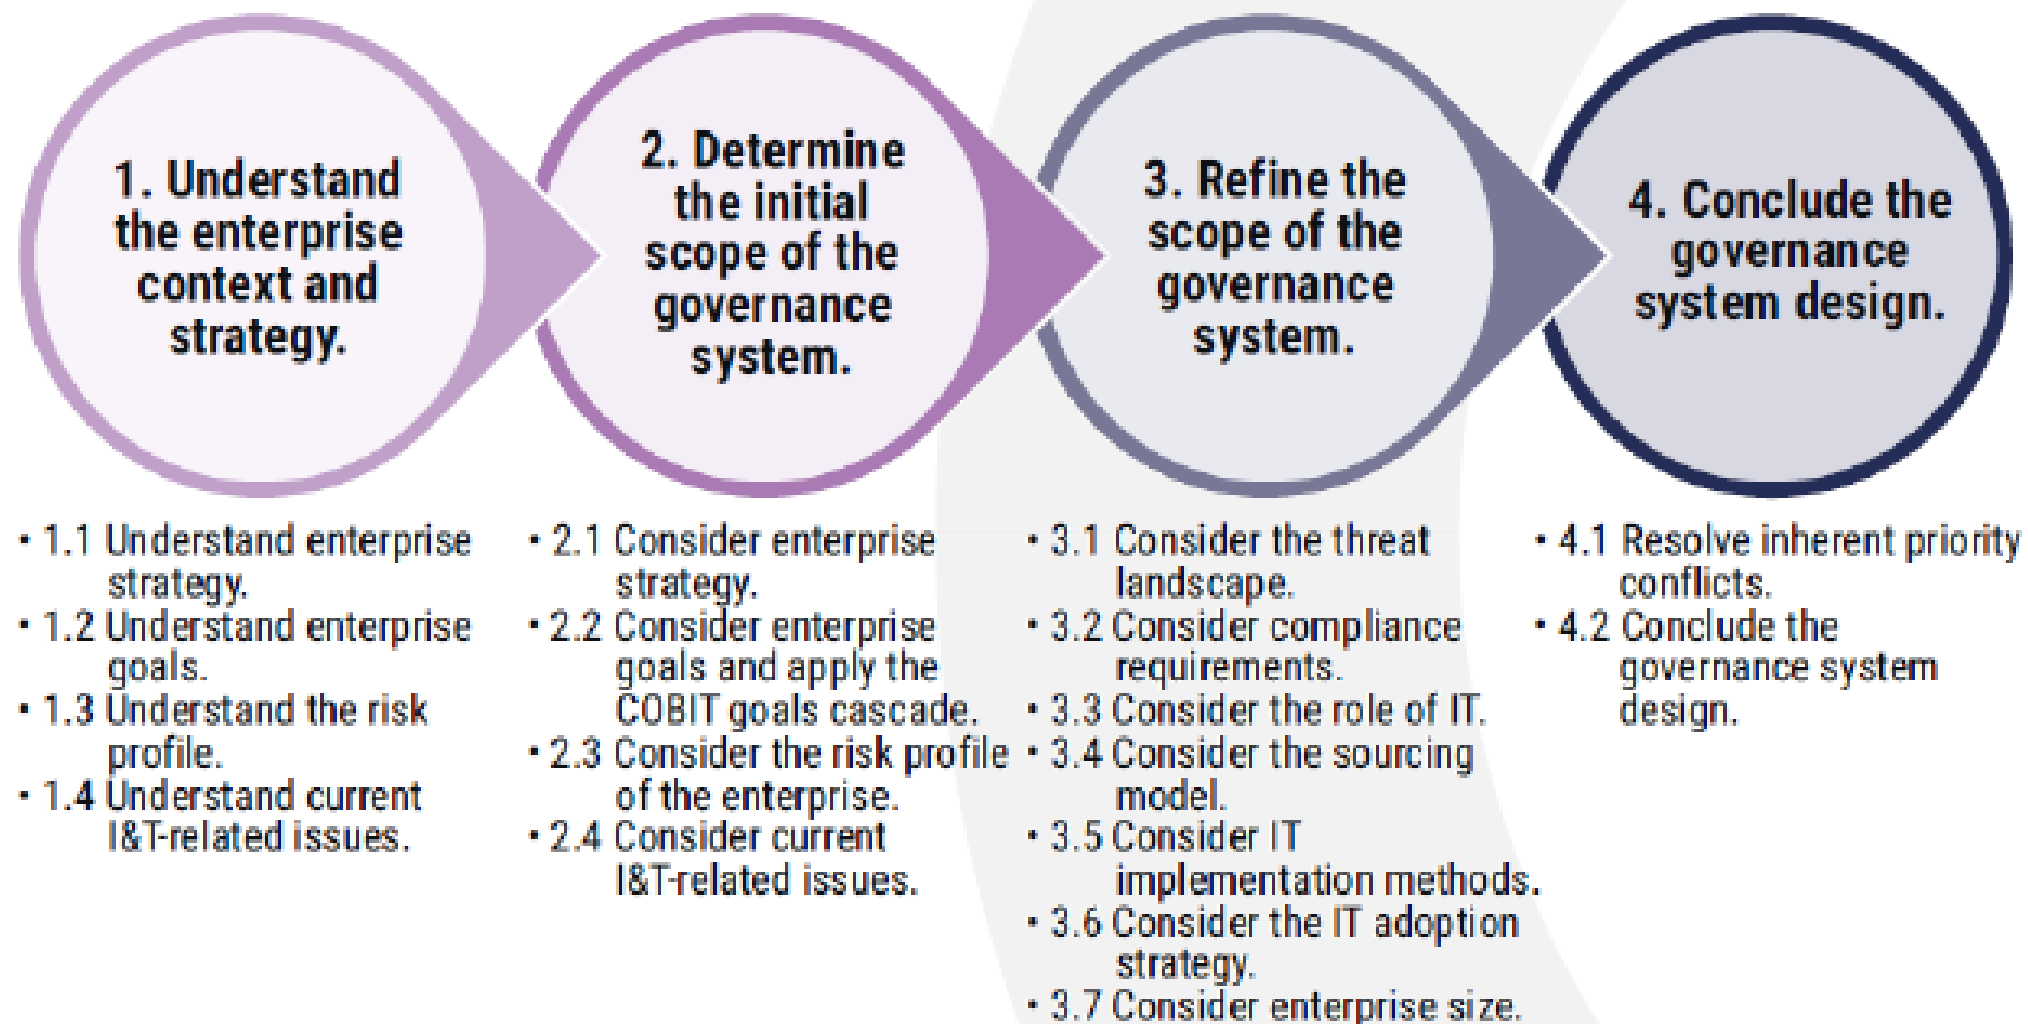 1. Understand
the enterprise
context and
strategy.
2. Determine
the initial
scope of the
governance
system.
3. Refine the
scope of the
governance
system.
4. Conclude the
governance
system design.
• 1.1 Understand enterprise
strategy.
• 1.2 Understand enterprise
goals.
• 1.3 Understand the risk
profile.
• 1.4 Understand current
I&T-related issues.
• 2.1 Consider enterprise
strategy.
• 2.2 Consider enterprise
goals and apply the
COBIT goals cascade.
• 2.3 Consider the risk profile
of the enterprise.
• 2.4 Consider current
I&T-related issues.
• 3.1 Consider the threat
landscape.
• 3.2 Consider compliance
requirements.
• 3.3 Consider the role of IT.
• 3.4 Consider the sourcing
model.
• 3.5 Consider IT
implementation methods.
• 3.6 Consider the IT adoption
strategy.
• 3.7 Consider enterprise size.
• 4.1 Resolve inherent priority
conflicts.
• 4.2 Conclude the
governance system
design.